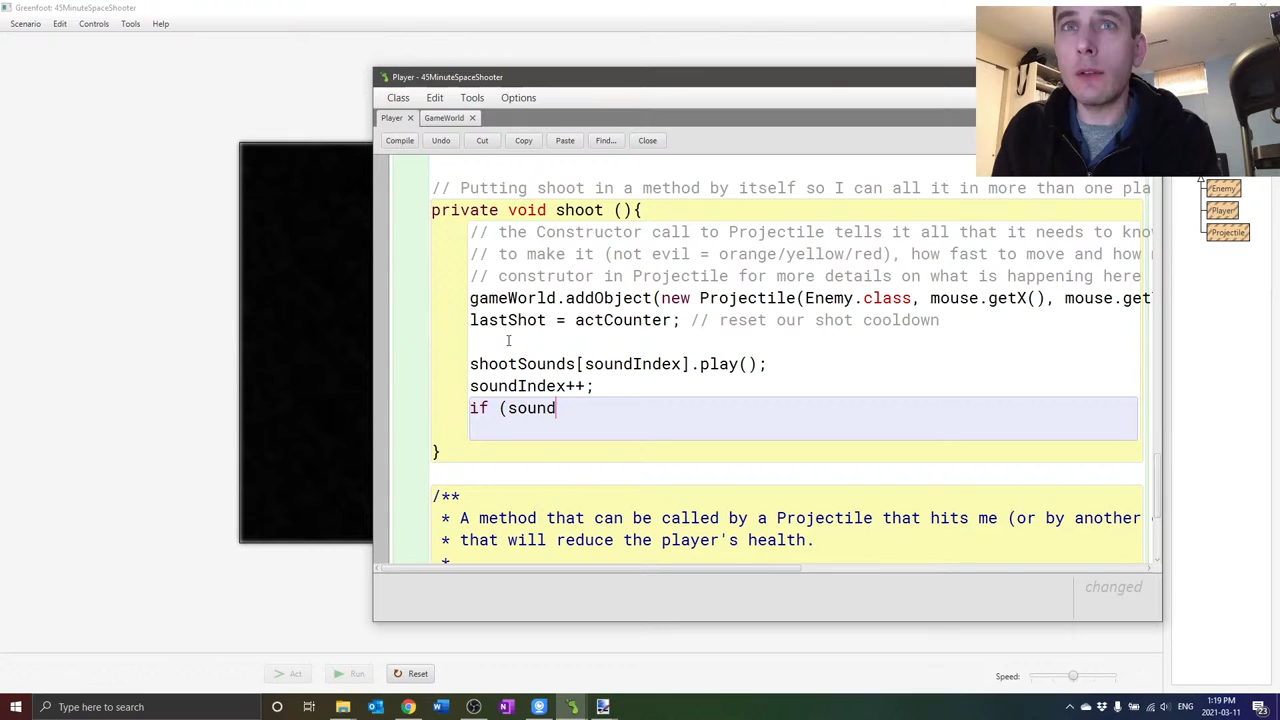 Greenfoot: 45MinuteSpaceShooter
Scenario Edit Controls Tools Help
Player - 45MinuteSpaceShooter
Class Edit Tools Options
Player GameWorld
Compile Undo Cut Copy Paste Find... Close
// Putting shoot in a method by itself so I can all it in more than one pla
private void shoot (){
// the Constructor call to Projectile tells it all that it needs to kno
// to make it (not evil = orange/yellow/red), how fast to move and how
// construtor in Projectile for more details on what is happening here
gameWorld.addObject(new Projectile(Enemy.class, mouse.getX(), mouse.get
lastShot = actCounter; // reset our shot cooldown
shootSounds[soundIndex].play();
soundIndex++;
if (sound
}
/**
* A method that can be called by a Projectile that hits me (or by another
* that will reduce the player's health.
*
changed
Enemy
Player
Projectile
> Act Run Reset
Speed:
Type here to search
ENG
1:19 PM
2021-03-11
23